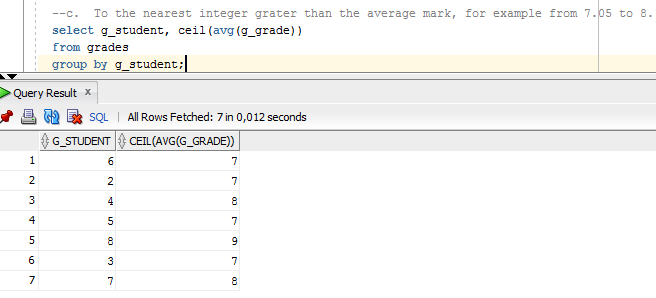 --c. To the nearest integer grater than the average mark, for example from 7.05 to 8.
select g_student, ceil(avg(g_grade))
from grades
group by g_student;
Query Result x
SQL | All Rows Fetched: 7 in 0,012 seconds
G_STUDENT CEIL(AVG(G_GRADE))
1 6 7
2 2 7
3 4 8
4 5 7
5 8 9
6 3 7
7 7 8